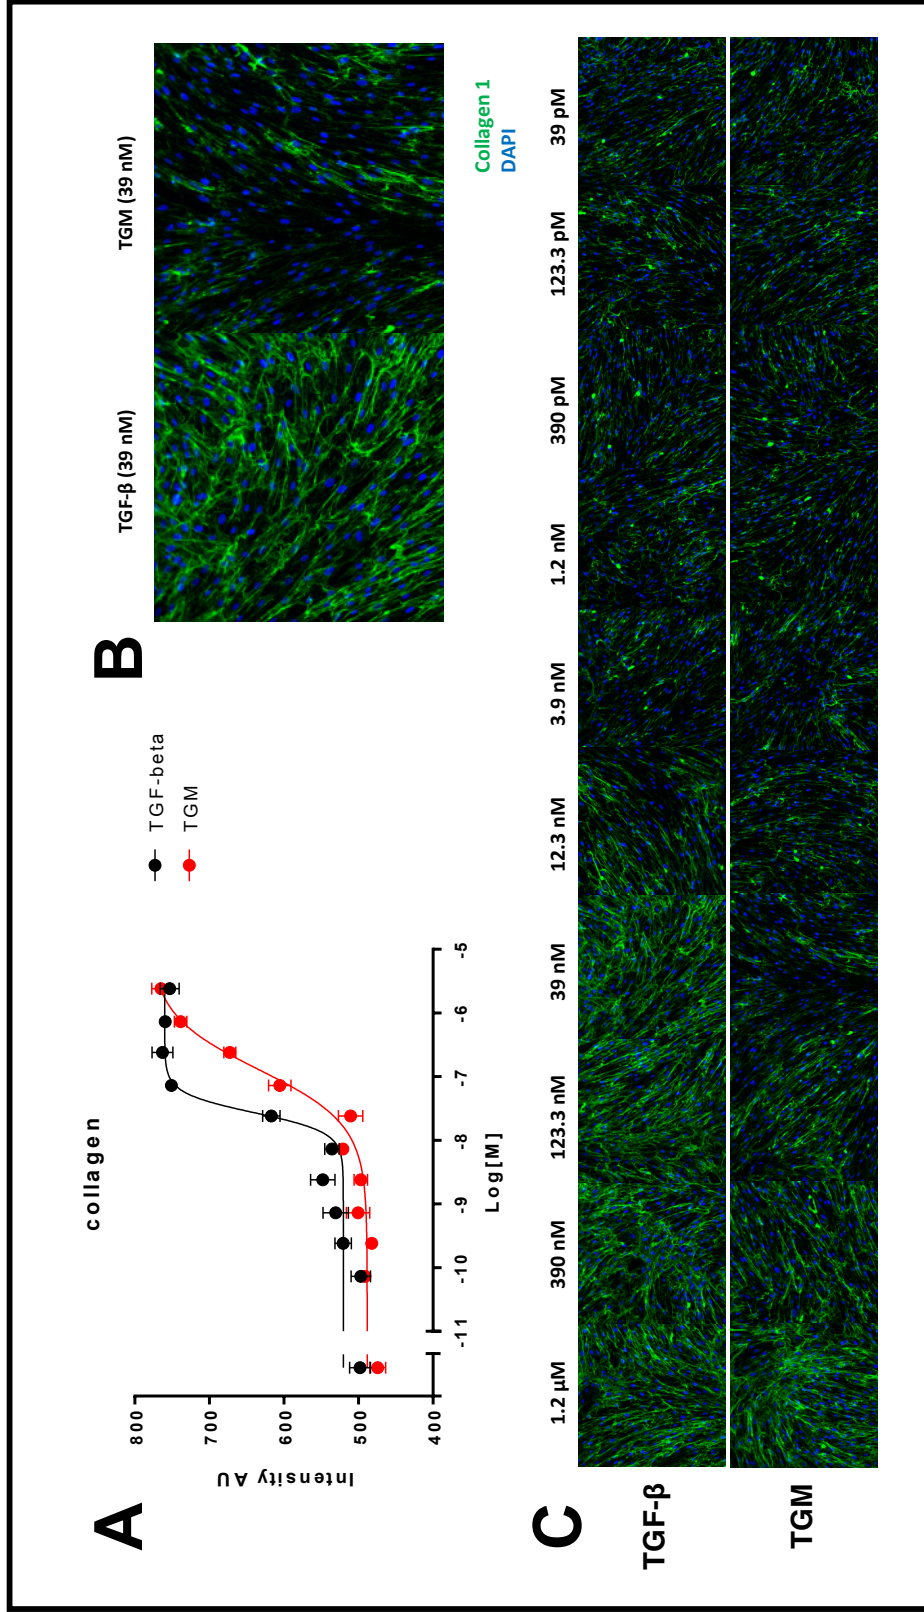 A
collagen
Intensity AU
800
700
600
500
400
-11
-10
-9
-8
-7
-6
-5
Log[M]
TGF-beta
TGM
B
TGF-β (39 nM)
TGM (39 nM)
Collagen 1
DAPI
C
1.2 μM
390 nM
123.3 nM
39 nM
12.3 nM
3.9 nM
1.2 nM
390 pM
123.3 pM
39 pM
TGF-β
TGM